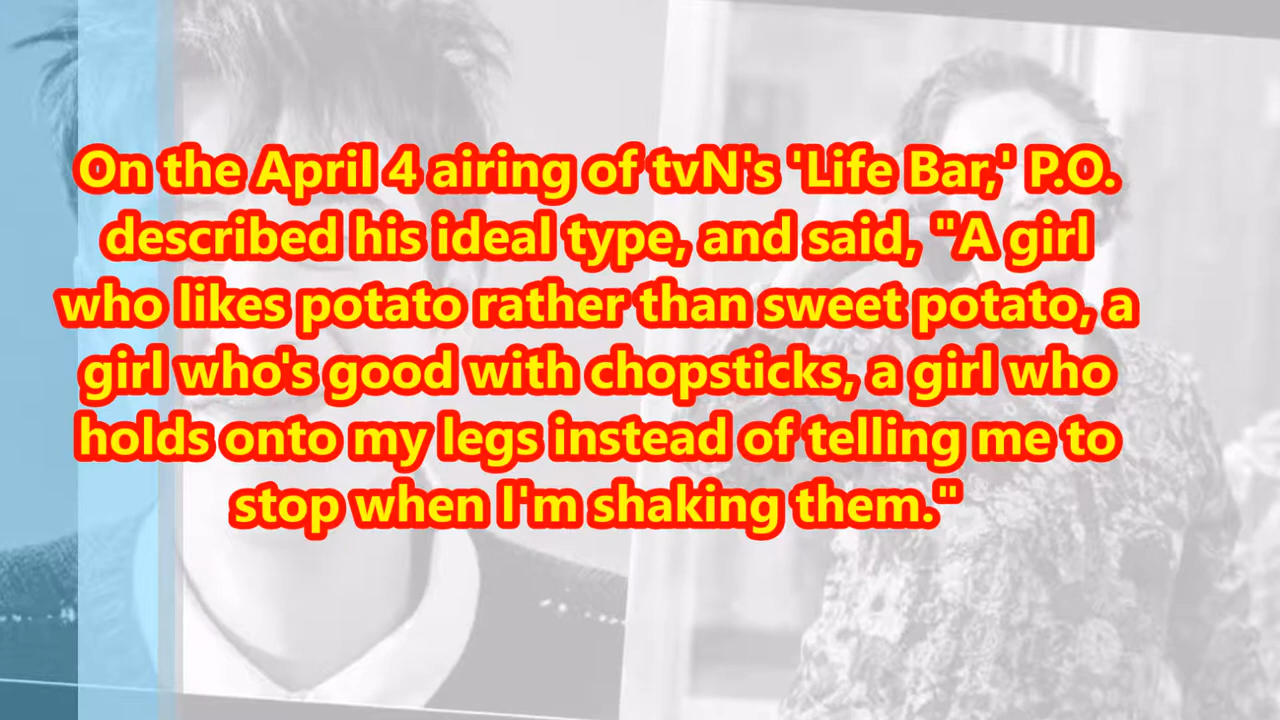 On the April 4 airing of tvN's 'Life Bar,' P.O.
described his ideal type, and said, "A girl
who likes potato rather than sweet potato, a
girl who's good with chopsticks, a girl who
holds onto my legs instead of telling me to
stop when I'm shaking them."